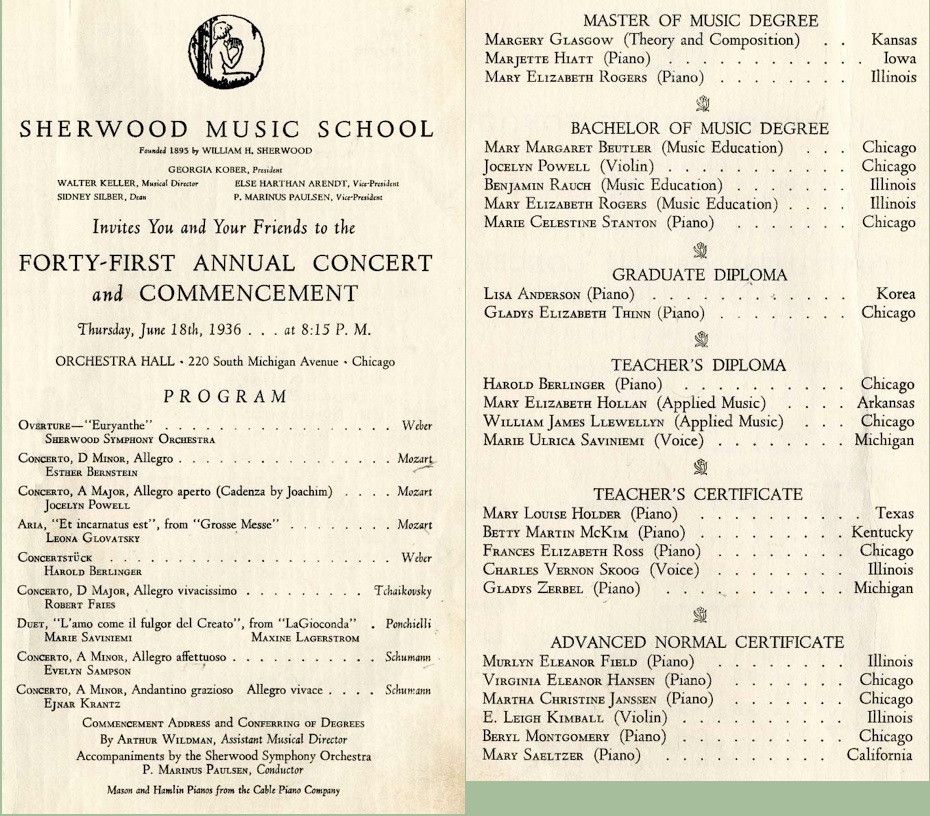 SHERWOOD MUSIC SCHOOL
Founded 1895 by WILLIAM H. SHERWOOD
GEORGIA KOBER, President
WALTER KELLER, Musical Director ELSE HARTHAN ARENDT, Vice-President
SIDNEY SILBER, Dean P. MARINUS PAULSEN, Vice-President
Invites You and Your Friends to the
FORTY-FIRST ANNUAL CONCERT
and COMMENCEMENT
Thursday, June 18th, 1936 . . . at 8:15 P. M.
ORCHESTRA HALL • 220 South Michigan Avenue • Chicago
PROGRAM
OVERTURE—"Euryanthe" . . . . . . . . . . . . . . . . . Weber
SHERWOOD SYMPHONY ORCHESTRA
CONCERTO, D MINOR, Allegro . . . . . . . . . . . . . . . . Mozart
ESTHER BERNSTEIN
CONCERTO, A MAJOR, Allegro aperto (Cadenza by Joachim) . . . . Mozart
JOCELYN POWELL
ARIA, "Et incarnatus est", from "Grosse Messe" . . . . . . . . Mozart
LEONA GLOVATSKY
CONCERTSTÜCK . . . . . . . . . . . . . . . . . . . . . . Weber
HAROLD BERLINGER
CONCERTO, D MAJOR, Allegro vivacissimo . . . . . . . . . Tchaikovsky
ROBERT FRIES
DUET, "L'amo come il fulgor del Creato", from "LaGioconda" . Ponchielli
MARIE SAVINIEMI MAXINE LAGERSTROM
CONCERTO, A MINOR, Allegro affettuoso . . . . . . . . . . . Schumann
EVELYN SAMPSON
CONCERTO, A MINOR, Andantino grazioso Allegro vivace . . . . Schumann
EJNAR KRANTZ
COMMENCEMENT ADDRESS and CONFERRING OF DEGREES
By ARTHUR WILDMAN, Assistant Musical Director
Accompaniments by the Sherwood Symphony Orchestra
P. MARINUS PAULSEN, Conductor
Mason and Hamlin Pianos from the Cable Piano Company
MASTER OF MUSIC DEGREE
MARGERY GLASGOW (Theory and Composition) . . Kansas
MARJETTE HIATT (Piano) . . . . . . . . . . . . Iowa
MARY ELIZABETH ROGERS (Piano) . . . . . . . . Illinois
BACHELOR OF MUSIC DEGREE
MARY MARGARET BEUTLER (Music Education) . . . Chicago
JOCELYN POWELL (Violin) . . . . . . . . . . . Chicago
BENJAMIN RAUCH (Music Education) . . . . . . . Illinois
MARY ELIZABETH ROGERS (Music Education) . . . . Illinois
MARIE CELESTINE STANTON (Piano) . . . . . . . Chicago
GRADUATE DIPLOMA
LISA ANDERSON (Piano) . . . . . . . . . . . Korea
GLADYS ELIZABETH THINN (Piano) . . . . . . . . Chicago
TEACHER'S DIPLOMA
HAROLD BERLINGER (Piano) . . . . . . . . . . Chicago
MARY ELIZABETH HOLLAN (Applied Music) . . . . Arkansas
WILLIAM JAMES LLEWELLYN (Applied Music) . . . . Chicago
MARIE ULRICA SAVINIEMI (Voice) . . . . . . . . Michigan
TEACHER'S CERTIFICATE
MARY LOUISE HOLDER (Piano) . . . . . . . . . . Texas
BETTY MARTIN MCKIM (Piano) . . . . . . . . . Kentucky
FRANCES ELIZABETH ROSS (Piano) . . . . . . . . Chicago
CHARLES VERNON SKOOG (Voice) . . . . . . . . Illinois
GLADYS ZERBEL (Piano) . . . . . . . . . . . Michigan
ADVANCED NORMAL CERTIFICATE
MURLYN ELEANOR FIELD (Piano) . . . . . . . . Illinois
VIRGINIA ELEANOR HANSEN (Piano) . . . . . . . Chicago
MARTHA CHRISTINE JANSSEN (Piano) . . . . . . . Chicago
E. LEIGH KIMBALL (Violin) . . . . . . . . . . Illinois
BERYL MONTGOMERY (Piano) . . . . . . . . . . Chicago
MARY SAELTZER (Piano) . . . . . . . . . . . California